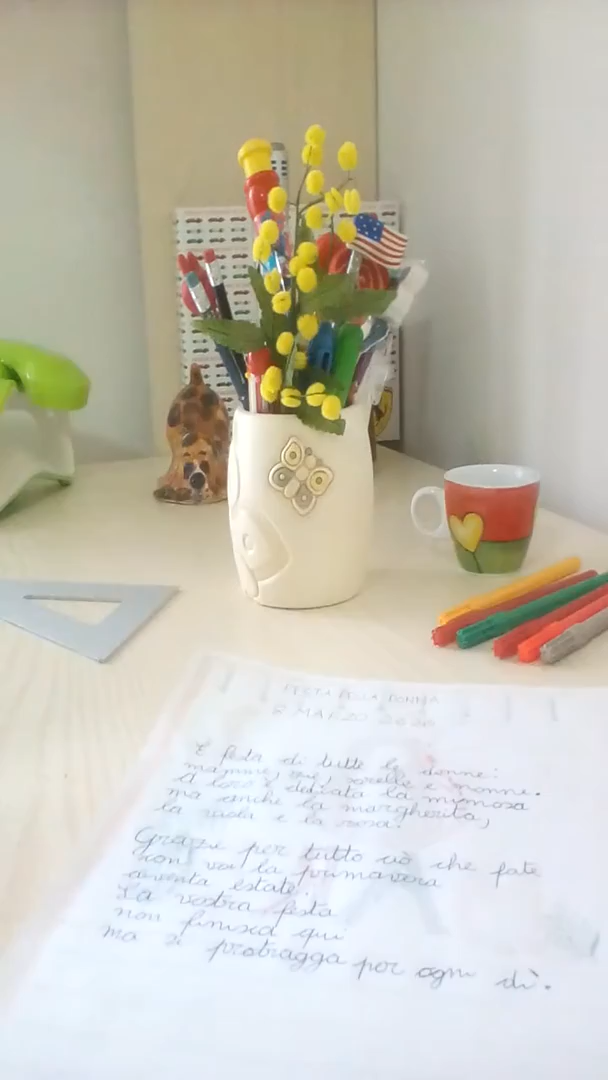 FESTA DELLA DONNA
8 MARZO 2020
È festa di tutte le donne:
mamme, zie, sorelle e nonne.
A loro è dedicata la mimosa
ma anche la margherita,
la viola e la rosa.
Grazie per tutto ciò che fate
con voi la primavera
diventa estate!
La vostra festa
non finisca qui
ma si protragga per ogni dì.